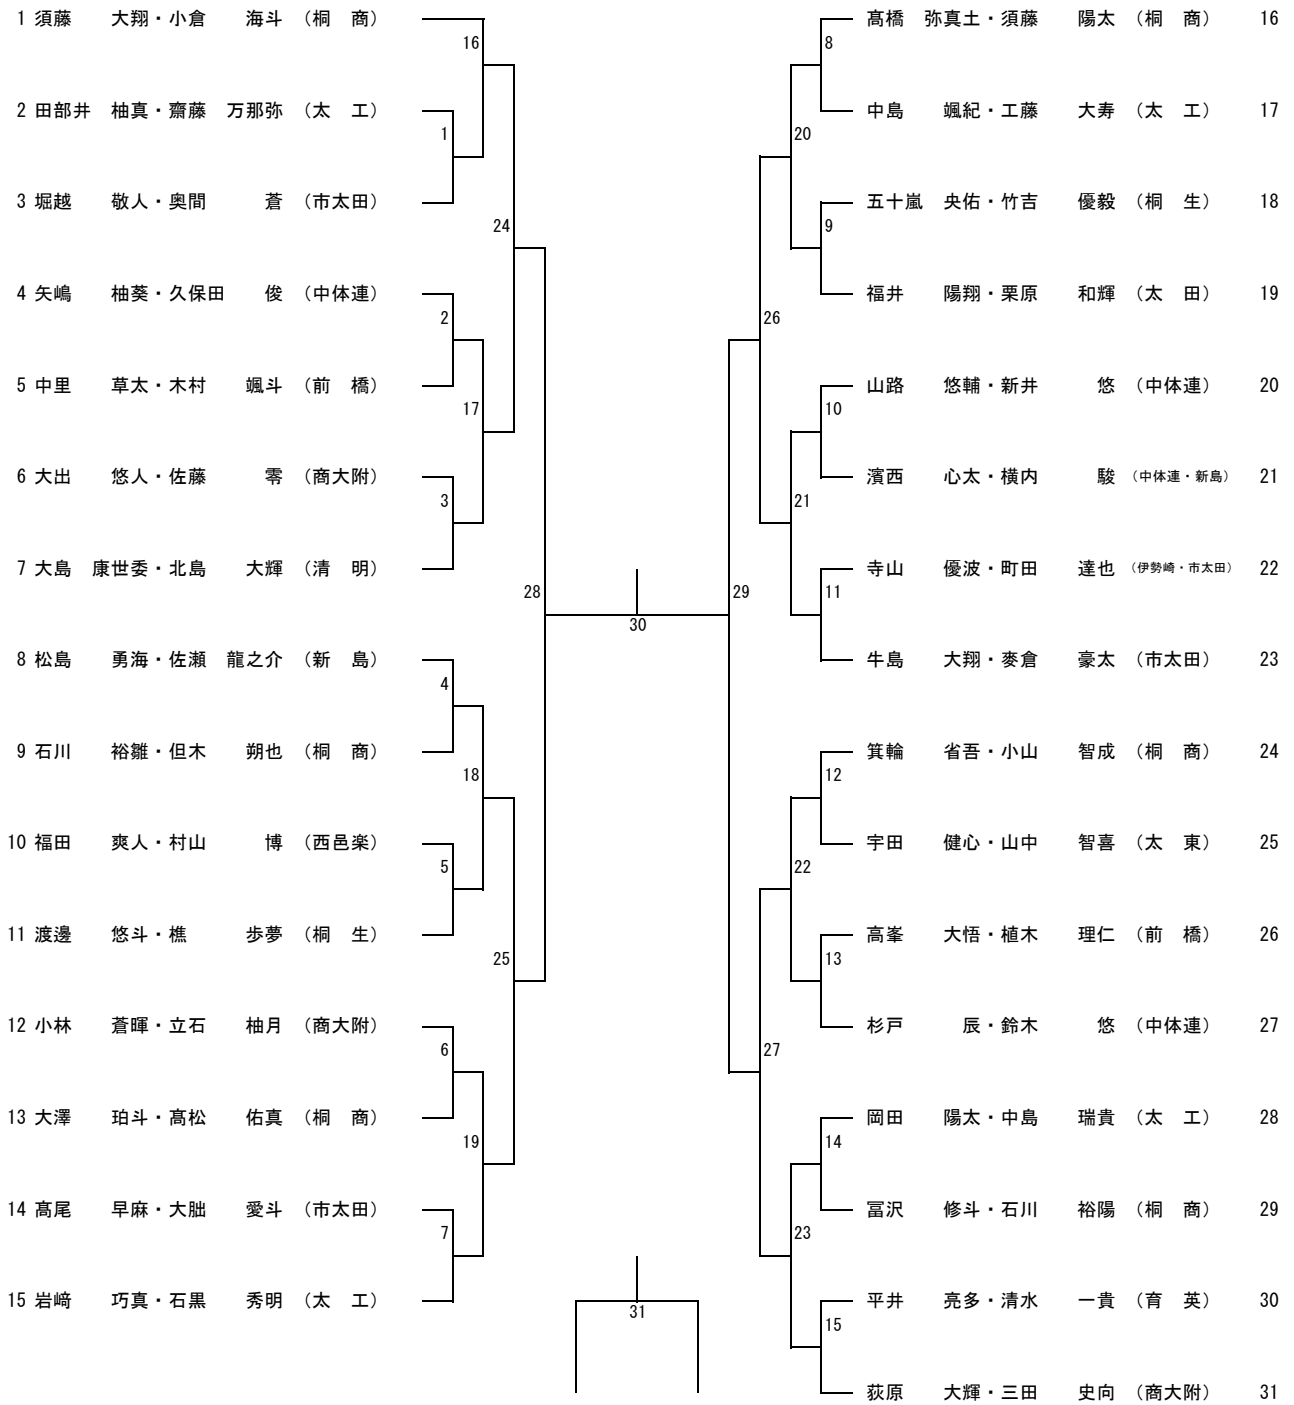 1 須藤 大翔・小倉 海斗 （桐 商）
16
2 田部井 柚真・齋藤 万那弥 （太 工）
1
3 堀越 敬人・奥間 蒼 （市太田）
24
4 矢嶋 柚葵・久保田 俊 （中体連）
2
5 中里 草太・木村 颯斗 （前 橋）
17
6 大出 悠人・佐藤 零 （商大附）
3
7 大島 康世委・北島 大輝 （清 明）
28
8 松島 勇海・佐瀬 龍之介 （新 島）
4
9 石川 裕雛・但木 朔也 （桐 商）
18
10 福田 爽人・村山 博 （西邑楽）
5
11 渡邊 悠斗・樵 歩夢 （桐 生）
25
12 小林 蒼暉・立石 柚月 （商大附）
6
13 大澤 珀斗・髙松 佑真 （桐 商）
19
14 髙尾 早麻・大朏 愛斗 （市太田）
7
15 岩﨑 巧真・石黒 秀明 （太 工）
30
31
髙橋 弥真土・須藤 陽太 （桐 商） 16
8
中島 颯紀・工藤 大寿 （太 工） 17
20
五十嵐 央佑・竹吉 優毅 （桐 生） 18
9
福井 陽翔・栗原 和輝 （太 田） 19
26
山路 悠輔・新井 悠 （中体連） 20
10
濱西 心太・横内 駿 （中体連・新島） 21
21
寺山 優波・町田 達也 （伊勢崎・市太田） 22
11
29
牛島 大翔・麥倉 豪太 （市太田） 23
箕輪 省吾・小山 智成 （桐 商） 24
12
宇田 健心・山中 智喜 （太 東） 25
22
高峯 大悟・植木 理仁 （前 橋） 26
13
杉戸 辰・鈴木 悠 （中体連） 27
27
岡田 陽太・中島 瑞貴 （太 工） 28
14
冨沢 修斗・石川 裕陽 （桐 商） 29
23
平井 亮多・清水 一貴 （育 英） 30
15
荻原 大輝・三田 史向 （商大附） 31